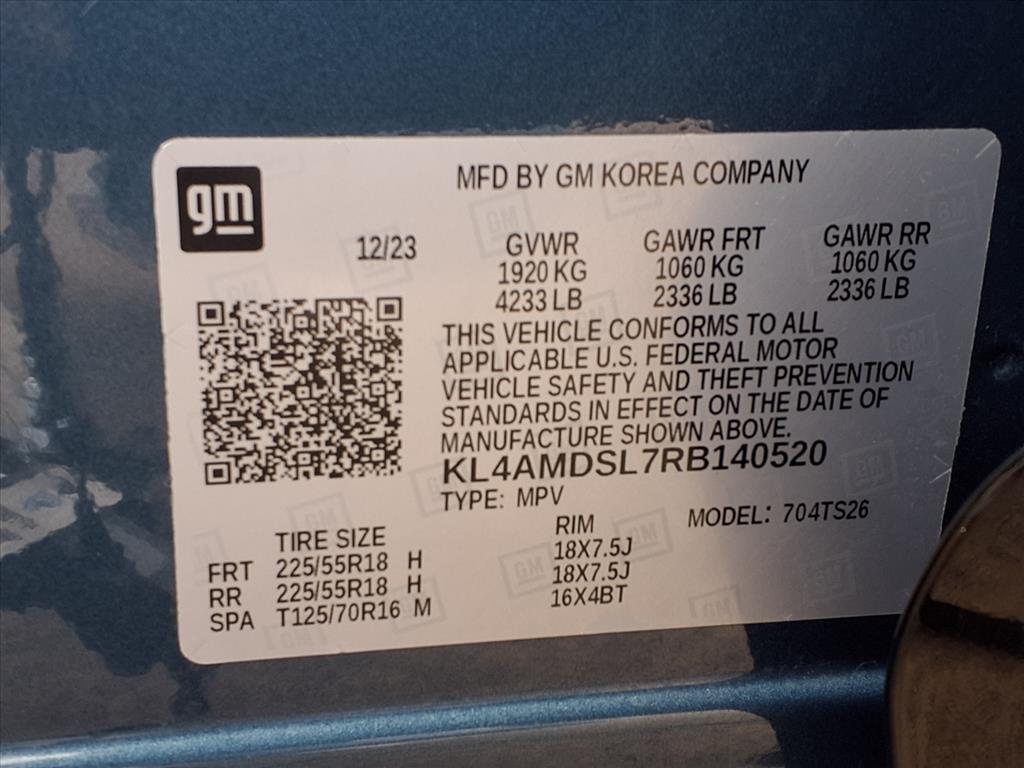 gm
MFD BY GM KOREA COMPANY
12/23 GVWR GAWR FRT GAWR RR
1920 KG 1060 KG 1060 KG
4233 LB 2336 LB 2336 LB
THIS VEHICLE CONFORMS TO ALL
APPLICABLE U.S. FEDERAL MOTOR
VEHICLE SAFETY AND THEFT PREVENTION
STANDARDS IN EFFECT ON THE DATE OF
MANUFACTURE SHOWN ABOVE.
KL4AMDSL7RB140520
TYPE: MPV MODEL: 704TS26
TIRE SIZE RIM
FRT 225/55R18 H 18X7.5J
RR 225/55R18 H 18X7.5J
SPA T125/70R16 M 16X4BT